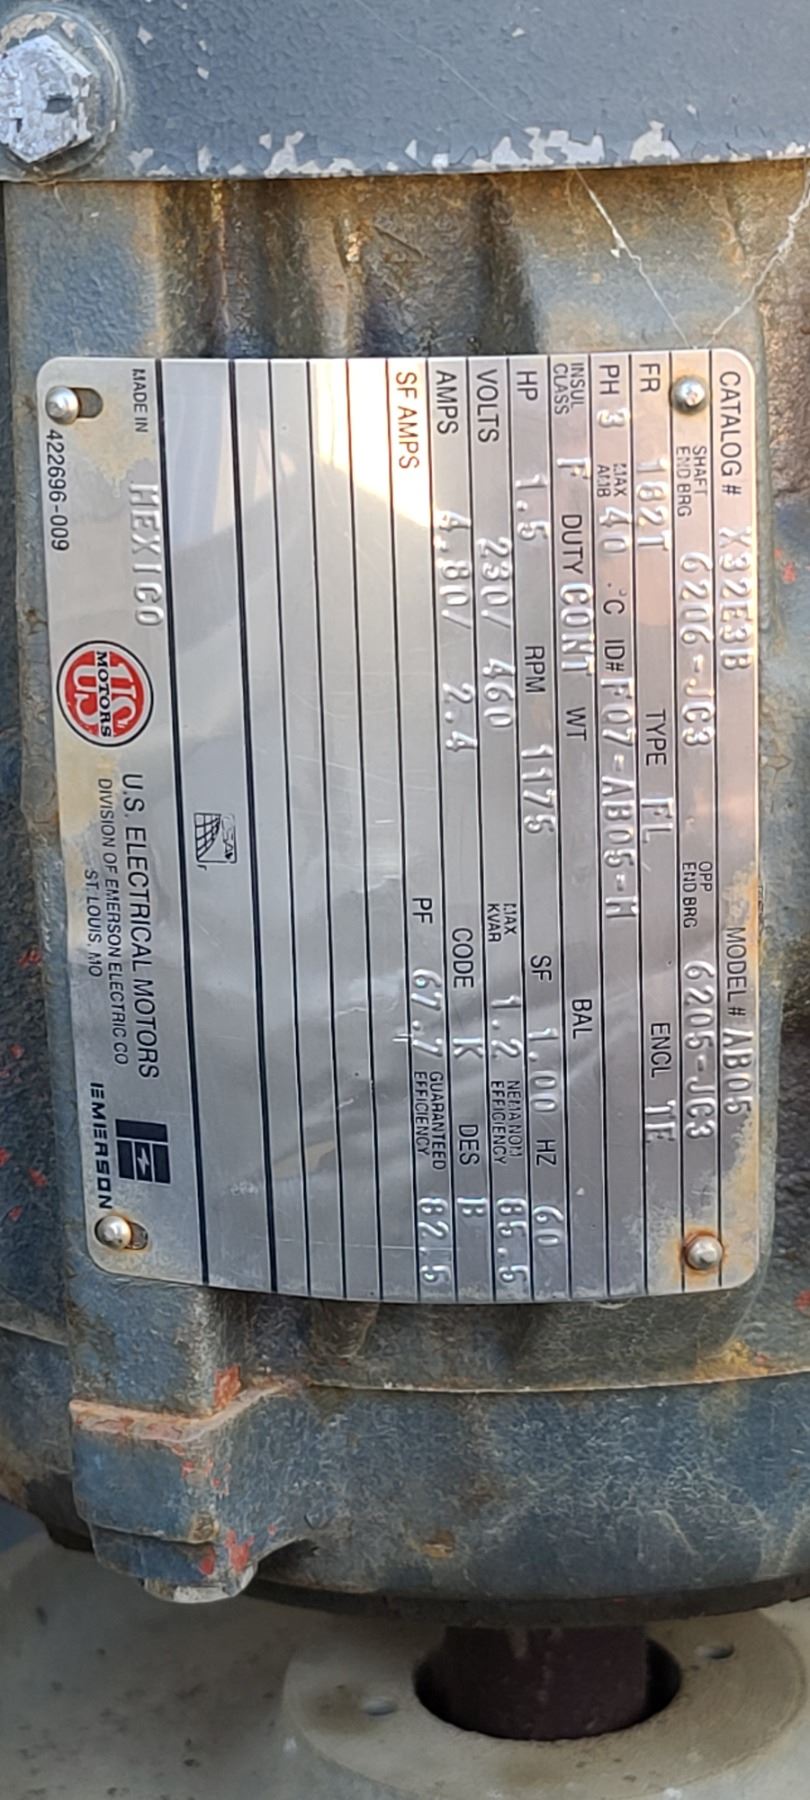 CATALOG # X32E3B MODEL # AB05
SHAFT END BRG 6206-JC3 OPP END BRG 6205-JC3
FR 182T TYPE FL ENCL TE
PH 3 MAX AMB 40 °C ID# F07-AB05-M
INSUL CLASS F DUTY CONT WT BAL
HP 1.5 RPM 1175 SF 1.00 HZ 60
VOLTS 230/ 460 MAX KVAR 1.2 NEMA NOM EFFICIENCY 85.5
AMPS 4.80/ 2.4 CODE K DES B
SF AMPS PF 67.7 GUARANTEED EFFICIENCY 82.5
SA
MADE IN MEXICO
US MOTORS
U.S. ELECTRICAL MOTORS
DIVISION OF EMERSON ELECTRIC CO
ST. LOUIS, MO
EMERSON
422696-009